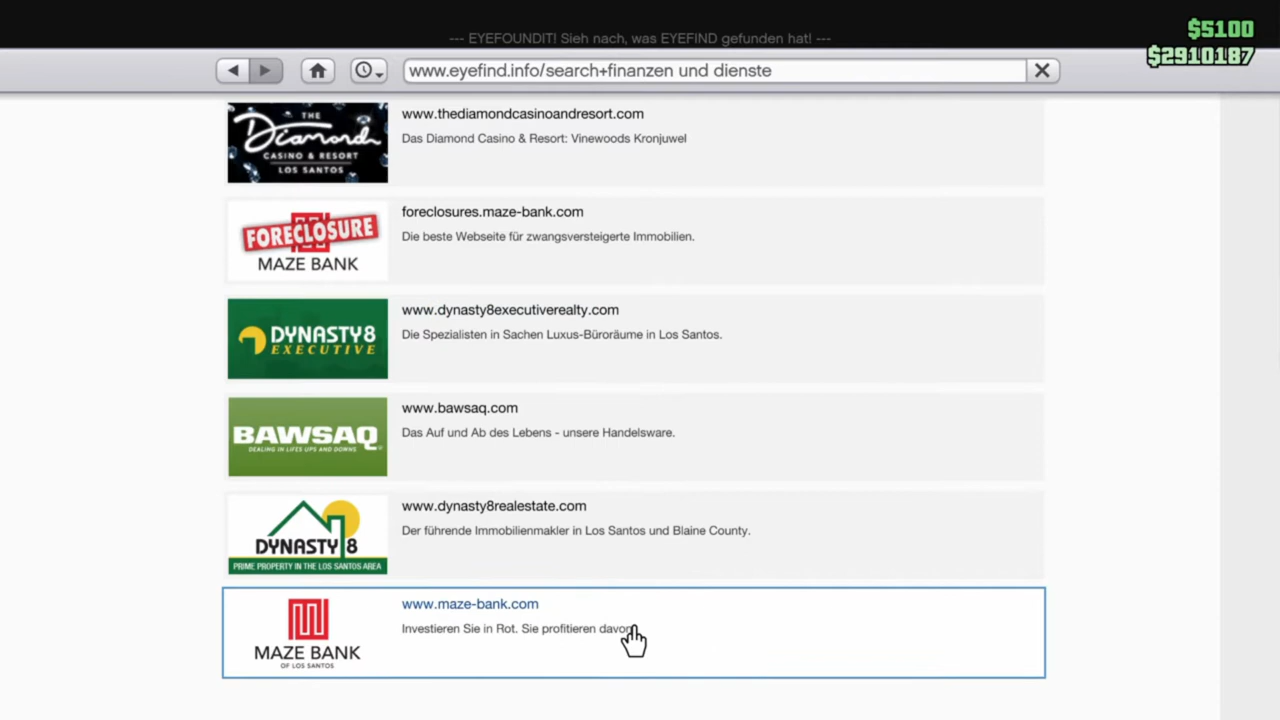 $5100
--- EYEFOUNDIT! Sieh nach, was EYEFIND gefunden hat! ---
$2910187
www.eyefind.info/search+finanzen und dienste
THE
Diamond
CASINO & RESORT
LOS SANTOS
www.thediamondcasinoandresort.com
Das Diamond Casino & Resort: Vinewoods Kronjuwel
FORECLOSURE
MAZE BANK
foreclosures.maze-bank.com
Die beste Webseite für zwangsversteigerte Immobilien.
DYNASTY8
EXECUTIVE
www.dynasty8executiverealty.com
Die Spezialisten in Sachen Luxus-Büroräume in Los Santos.
BAWSAQ
DEALING IN LIFES UPS AND DOWNS
www.bawsaq.com
Das Auf und Ab des Lebens - unsere Handelsware.
DYNASTY 8
PRIME PROPERTY IN THE LOS SANTOS AREA
www.dynasty8realestate.com
Der führende Immobilienmakler in Los Santos und Blaine County.
MAZE BANK
OF LOS SANTOS
www.maze-bank.com
Investieren Sie in Rot. Sie profitieren davon